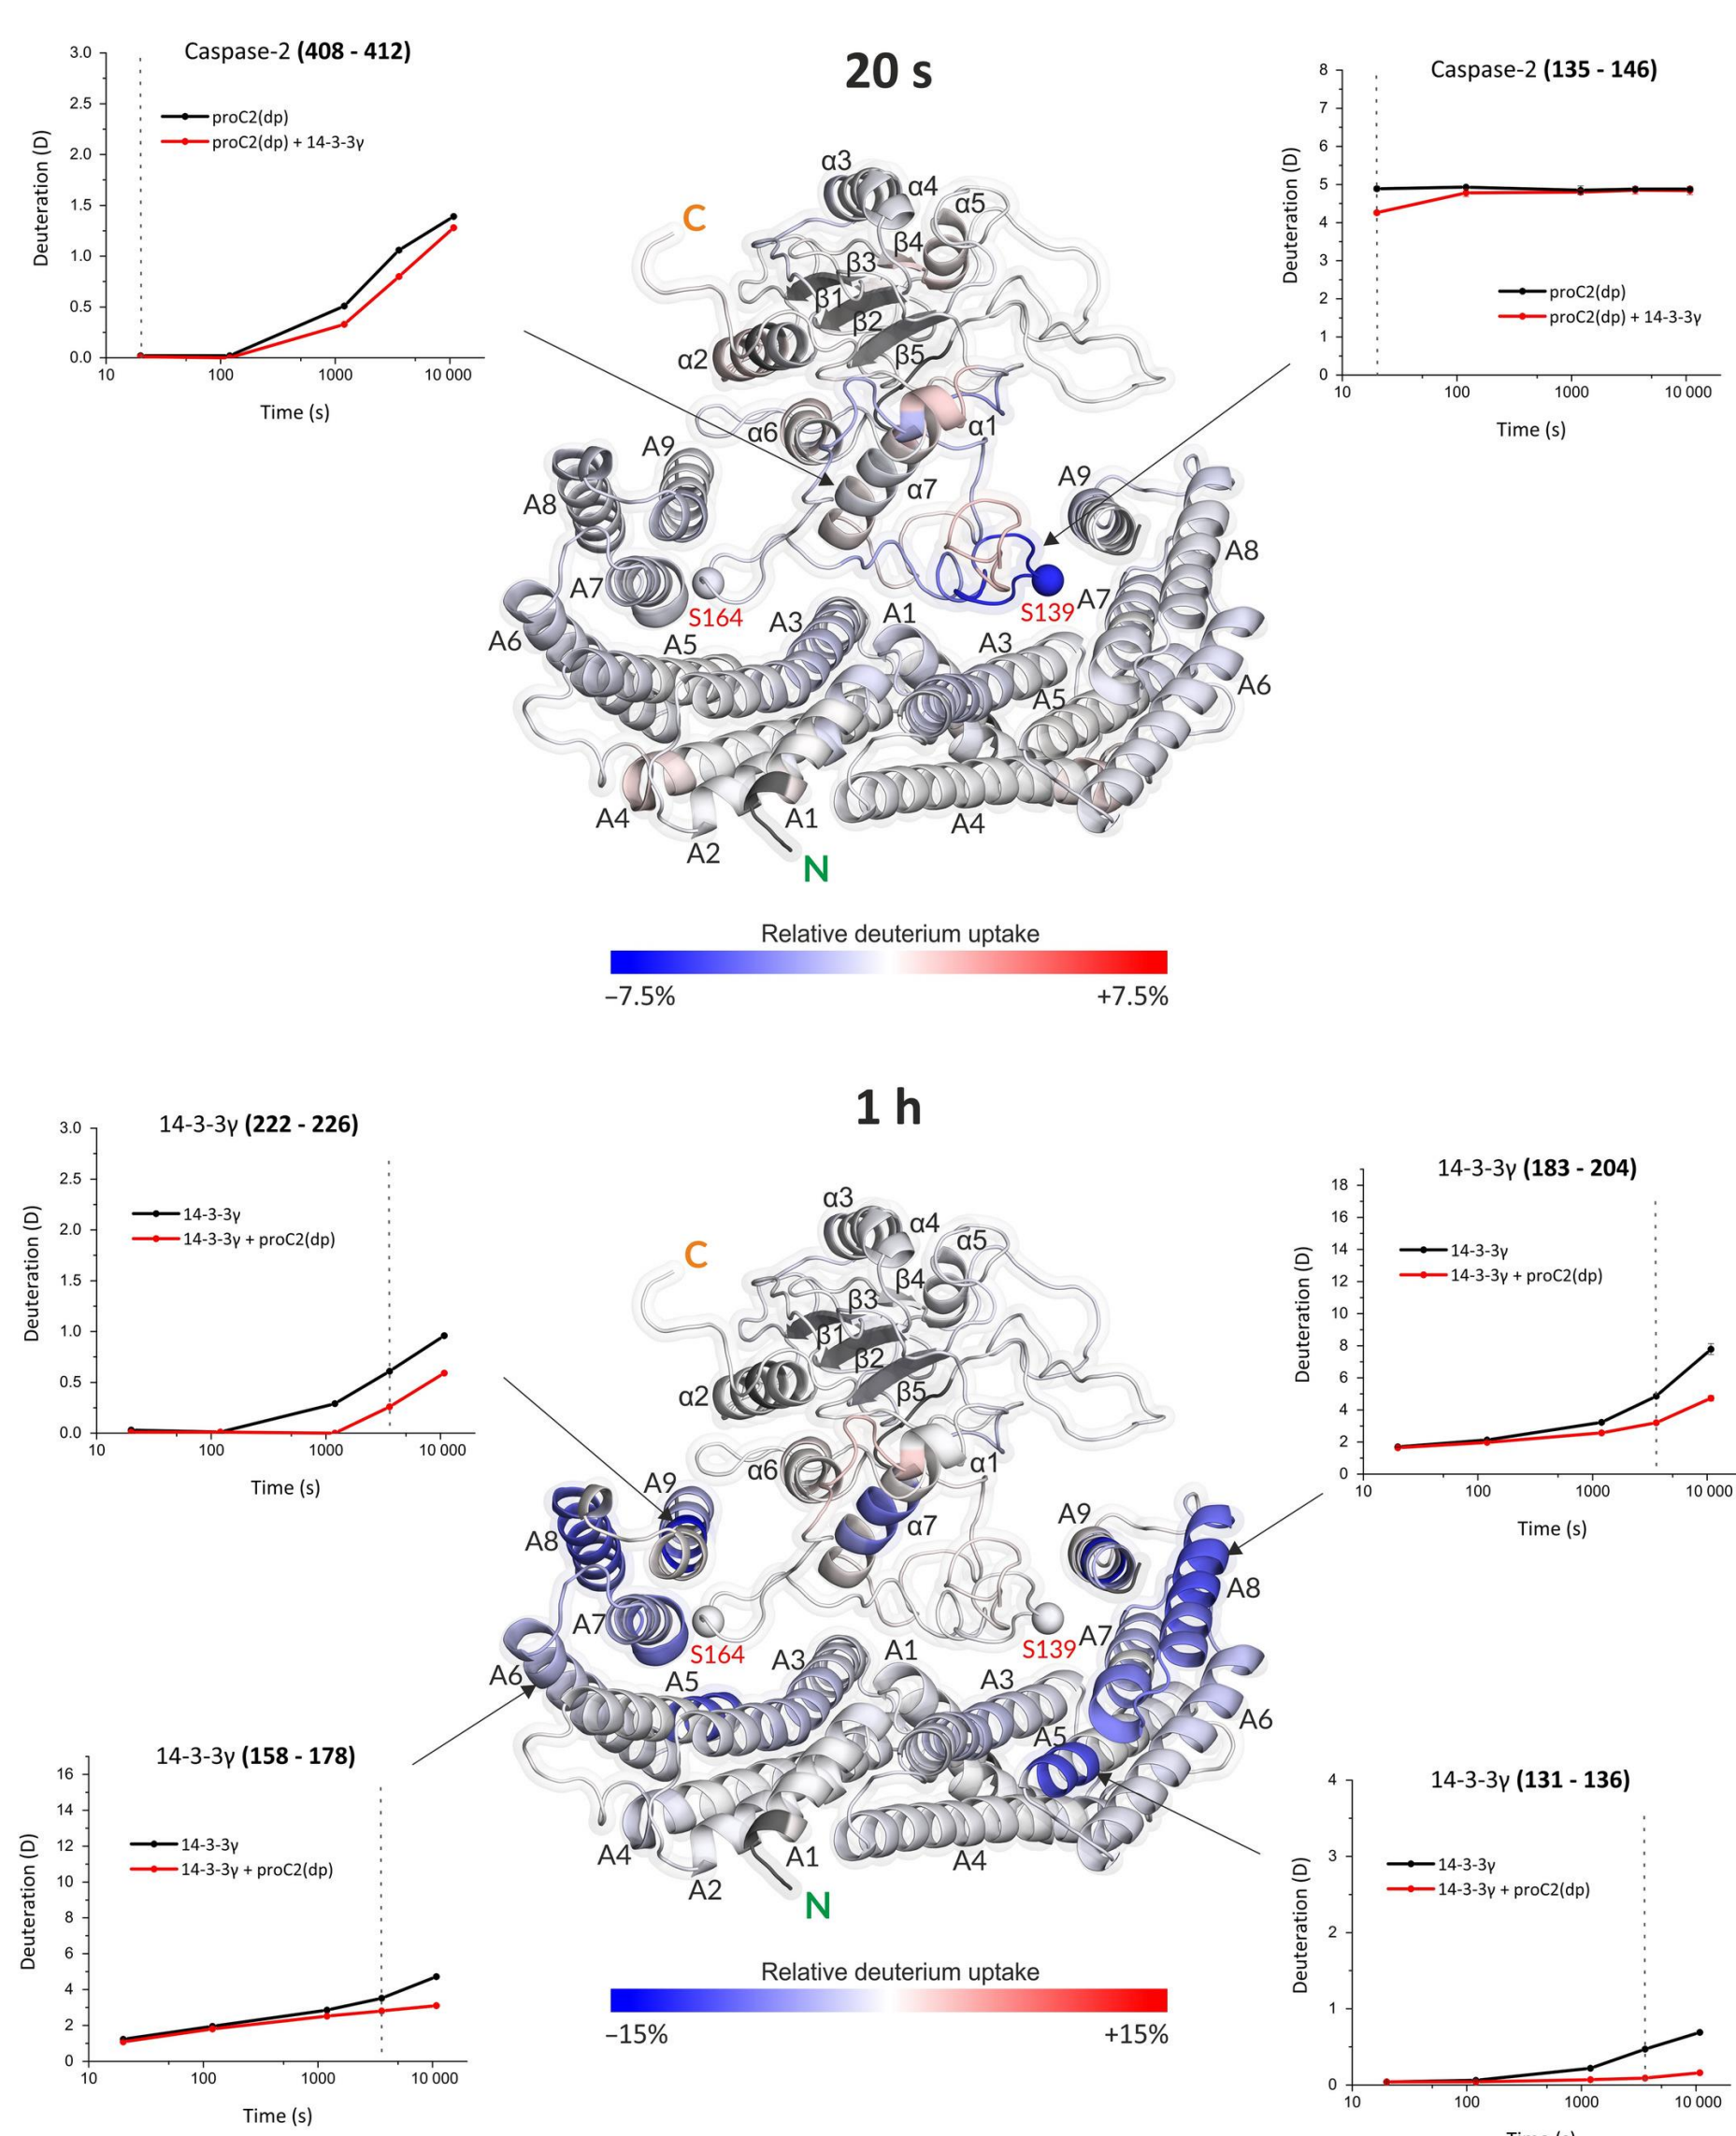 Caspase-2 (408 - 412)
3.0
2.5
2.0
1.5
1.0
0.5
0.0
Deuteration (D)
proC2(dp)
proC2(dp) + 14-3-3γ
10 100 1000 10 000
Time (s)
20 s
Caspase-2 (135 - 146)
8
7
6
5
4
3
2
1
0
Deuteration (D)
proC2(dp)
proC2(dp) + 14-3-3γ
10 100 1000 10 000
Time (s)
α3
α4
α5
C
β4
β3
β1
β2
β5
α2
α1
α6
α7
A9
A9
A8
A8
A7
A7
S164
S139
A6
A5
A3
A1
A3
A5
A6
A4
A1
A4
A2
N
Relative deuterium uptake
−7.5% +7.5%
1 h
14-3-3γ (222 - 226)
3.0
2.5
2.0
1.5
1.0
0.5
0.0
Deuteration (D)
14-3-3γ
14-3-3γ + proC2(dp)
10 100 1000 10 000
Time (s)
14-3-3γ (183 - 204)
18
16
14
12
10
8
6
4
2
0
Deuteration (D)
14-3-3γ
14-3-3γ + proC2(dp)
10 100 1000 10 000
Time (s)
α3
α4
α5
C
β4
β3
β1
β2
β5
α2
α1
α6
α7
A9
A9
A8
A8
A7
A7
S164
S139
A6
A5
A3
A1
A3
A5
A6
A4
A1
A4
A2
N
14-3-3γ (158 - 178)
16
14
12
10
8
6
4
2
0
Deuteration (D)
14-3-3γ
14-3-3γ + proC2(dp)
10 100 1000 10 000
Time (s)
Relative deuterium uptake
−15% +15%
14-3-3γ (131 - 136)
4
3
2
1
0
Deuteration (D)
14-3-3γ
14-3-3γ + proC2(dp)
10 100 1000 10 000